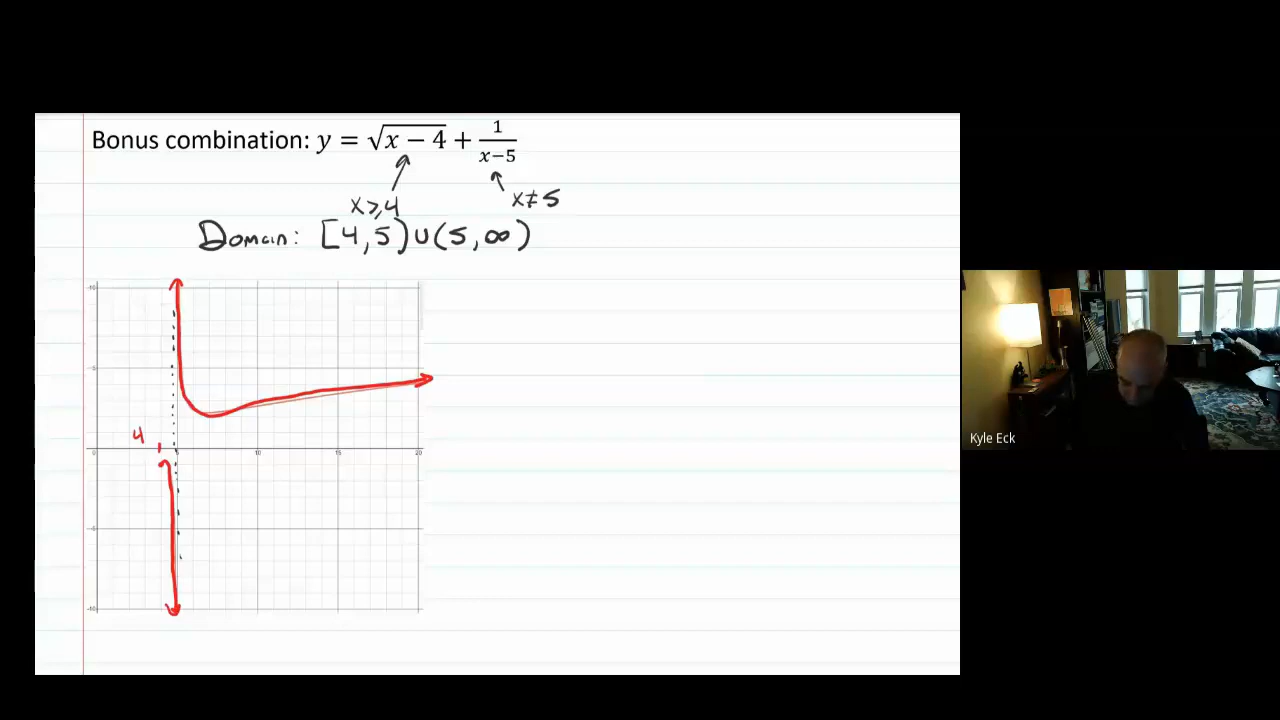 Bonus combination: y = √x − 4 + 1/x−5
x ≥ 4
x ≠ 5
Domain: [4, 5) ∪ (5, ∞)
10
5
4
0
10
15
20
-5
-10
Kyle Eck